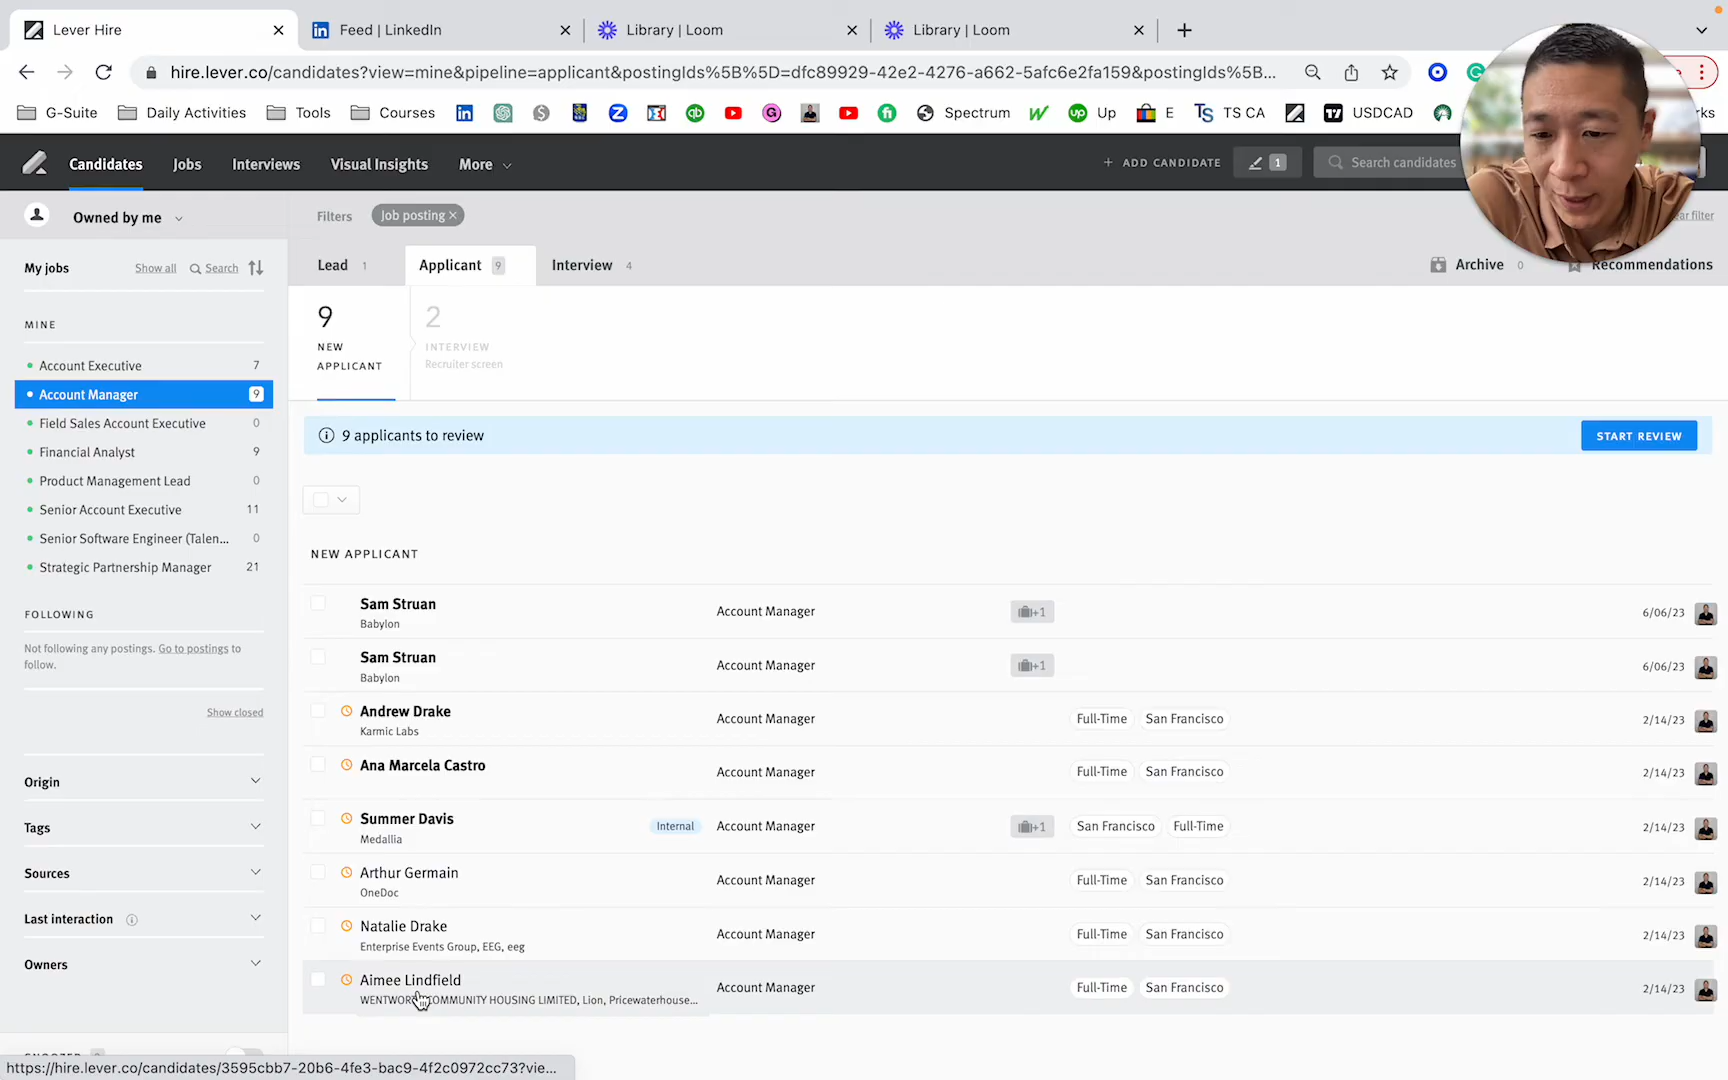 Lever Hire
Feed | LinkedIn
Library | Loom
Library | Loom
hire.lever.co/candidates?view=mine&pipeline=applicant&postingIds%5B%5D=dfc89929-42e2-4276-a662-5afc6e2fa159&postingIds%5B...
G-Suite
Daily Activities
Tools
Courses
Spectrum
Up
E
TS CA
USDCAD
Candidates
Jobs
Interviews
Visual Insights
More
+ ADD CANDIDATE
1
Search candidates
Owned by me
Filters
Job posting
My jobs
Show all
Search
Lead 1
Applicant 9
Interview 4
Archive 0
Recommendations
9
NEW
APPLICANT
2
INTERVIEW
Recruiter screen
MINE
Account Executive 7
Account Manager 9
Field Sales Account Executive 0
Financial Analyst 9
Product Management Lead 0
Senior Account Executive 11
Senior Software Engineer (Talen... 0
Strategic Partnership Manager 21
9 applicants to review
START REVIEW
FOLLOWING
Not following any postings. Go to postings to
follow.
Show closed
Origin
Tags
Sources
Last interaction
Owners
NEW APPLICANT
Sam Struan Account Manager +1 6/06/23
Babylon
Sam Struan Account Manager +1 6/06/23
Babylon
Andrew Drake Account Manager Full-Time San Francisco 2/14/23
Karmic Labs
Ana Marcela Castro Account Manager Full-Time San Francisco 2/14/23
Summer Davis Internal Account Manager +1 San Francisco Full-Time 2/14/23
Medallia
Arthur Germain Account Manager Full-Time San Francisco 2/14/23
OneDoc
Natalie Drake Account Manager Full-Time San Francisco 2/14/23
Enterprise Events Group, EEG, eeg
Aimee Lindfield Account Manager Full-Time San Francisco 2/14/23
COMMUNITY HOUSING LIMITED, Lion, Pricewaterhouse...
https://hire.lever.co/candidates/3595cbb7-20b6-4fe3-bac9-4f2c0972cc73?vie...